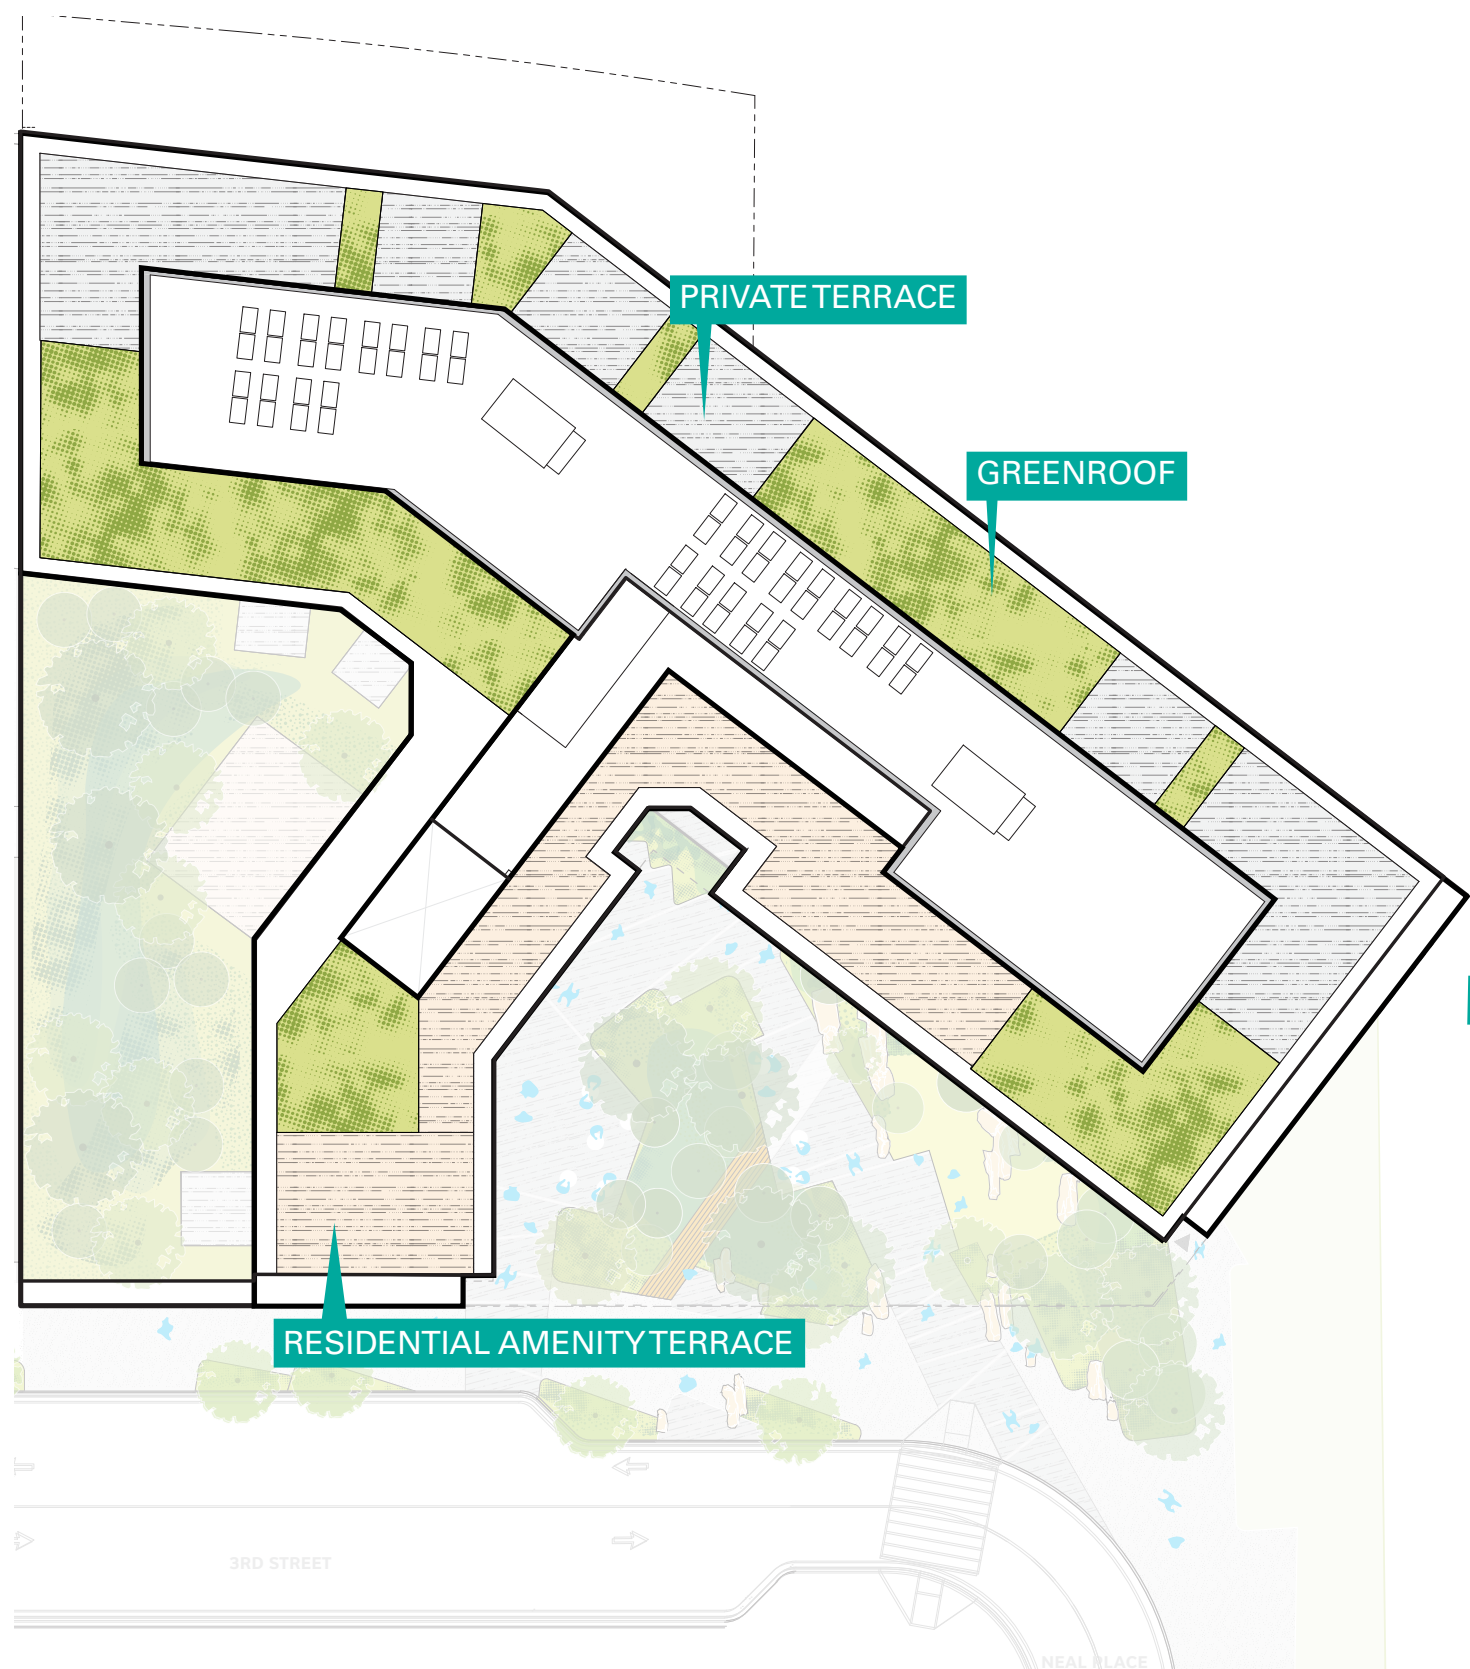 PRIVATE TERRACE
GREENROOF
RESIDENTIAL AMENITY TERRACE
3RD STREET
NEAL PLACE